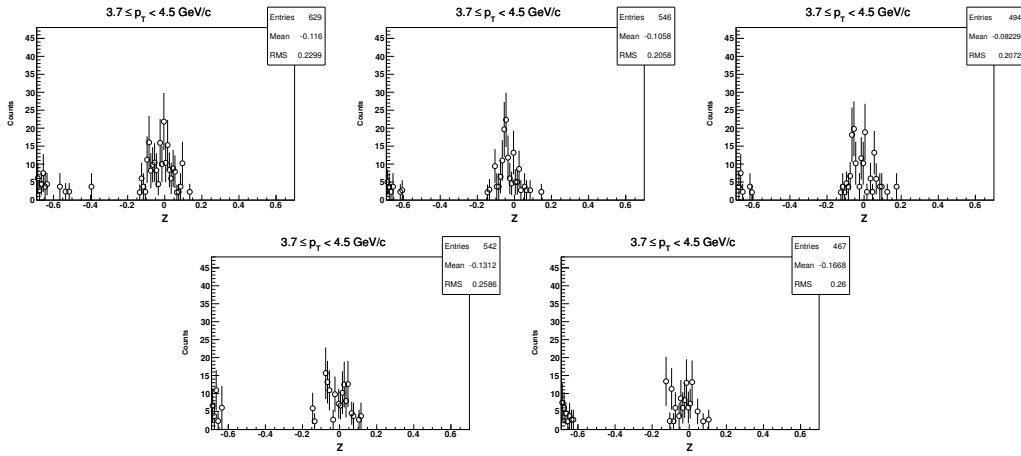 3.7 ≤ p_T < 4.5 GeV/c
Entries 629
Mean -0.116
RMS 0.2299
Counts
45
40
35
30
25
20
15
10
5
0
-0.6 -0.4 -0.2 0 0.2 0.4 0.6
Z
3.7 ≤ p_T < 4.5 GeV/c
Entries 546
Mean -0.1058
RMS 0.2058
Counts
45
40
35
30
25
20
15
10
5
0
-0.6 -0.4 -0.2 0 0.2 0.4 0.6
Z
3.7 ≤ p_T < 4.5 GeV/c
Entries 494
Mean -0.08229
RMS 0.2072
Counts
45
40
35
30
25
20
15
10
5
0
-0.6 -0.4 -0.2 0 0.2 0.4 0.6
Z
3.7 ≤ p_T < 4.5 GeV/c
Entries 542
Mean -0.1312
RMS 0.2586
Counts
45
40
35
30
25
20
15
10
5
0
-0.6 -0.4 -0.2 0 0.2 0.4 0.6
Z
3.7 ≤ p_T < 4.5 GeV/c
Entries 467
Mean -0.1668
RMS 0.26
Counts
45
40
35
30
25
20
15
10
5
0
-0.6 -0.4 -0.2 0 0.2 0.4 0.6
Z